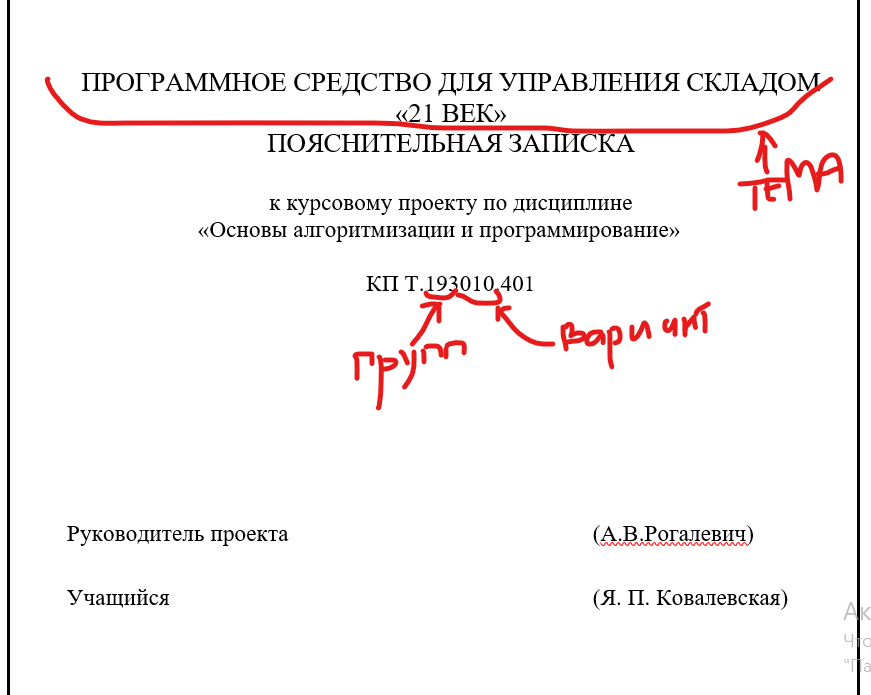 ПРОГРАММНОЕ СРЕДСТВО ДЛЯ УПРАВЛЕНИЯ СКЛАДОМ
«21 ВЕК»
ПОЯСНИТЕЛЬНАЯ ЗАПИСКА
ТЕМА
к курсовому проекту по дисциплине
«Основы алгоритмизации и программирование»
КП Т.193010.401
групп
Вариант
Руководитель проекта (А.В.Рогалевич)
Учащийся (Я. П. Ковалевская)
Ак
Что
"Па